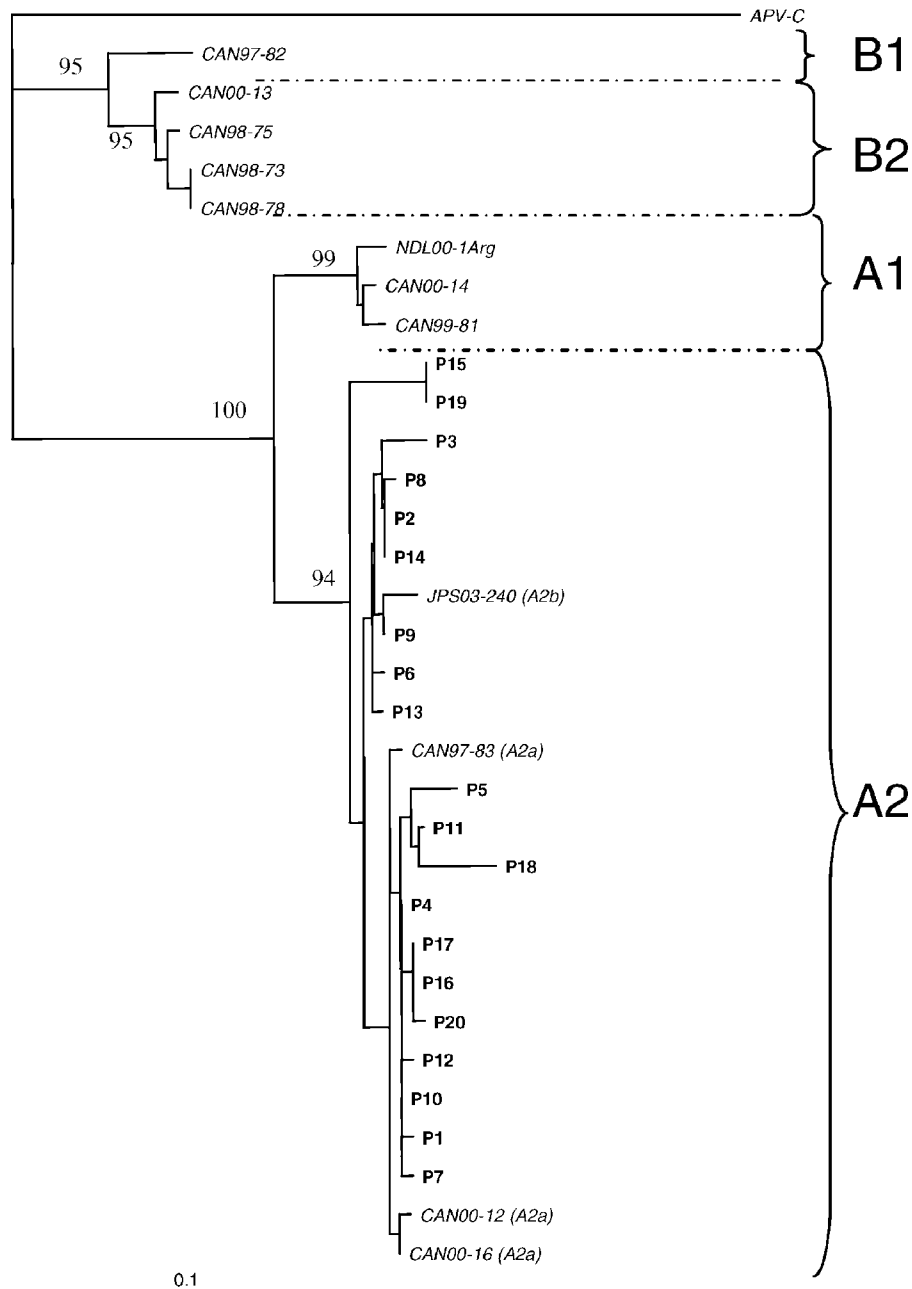 APV-C
B1
95
CAN97-82
CAN00-13
B2
CAN98-75
95
CAN98-73
CAN98-78
NDL00-1Arg
99
A1
CAN00-14
CAN99-81
P15
P19
100
P3
P8
P2
P14
94
JPS03-240 (A2b)
P9
P6
P13
CAN97-83 (A2a)
P5
A2
P11
P18
P4
P17
P16
P20
P12
P10
P1
P7
CAN00-12 (A2a)
CAN00-16 (A2a)
0.1